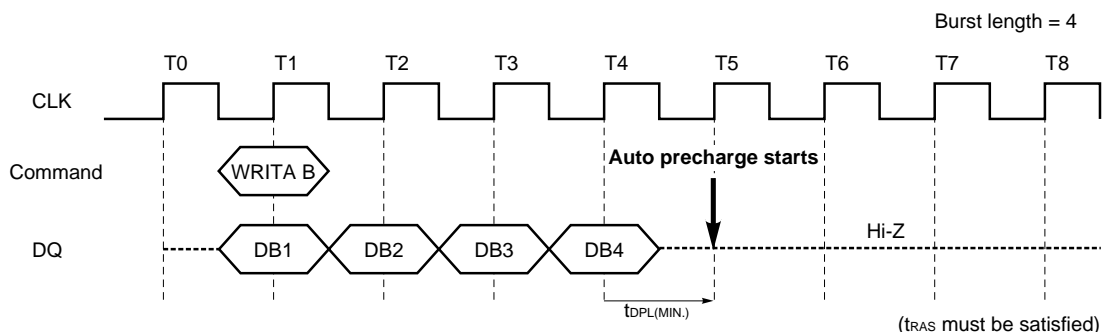 Burst length = 4
T0 T1 T2 T3 T4 T5 T6 T7 T8
CLK
Auto precharge starts
Command WRITA B
Hi-Z
DQ DB1 DB2 DB3 DB4
tDPL(MIN.)
(tRAS must be satisfied)